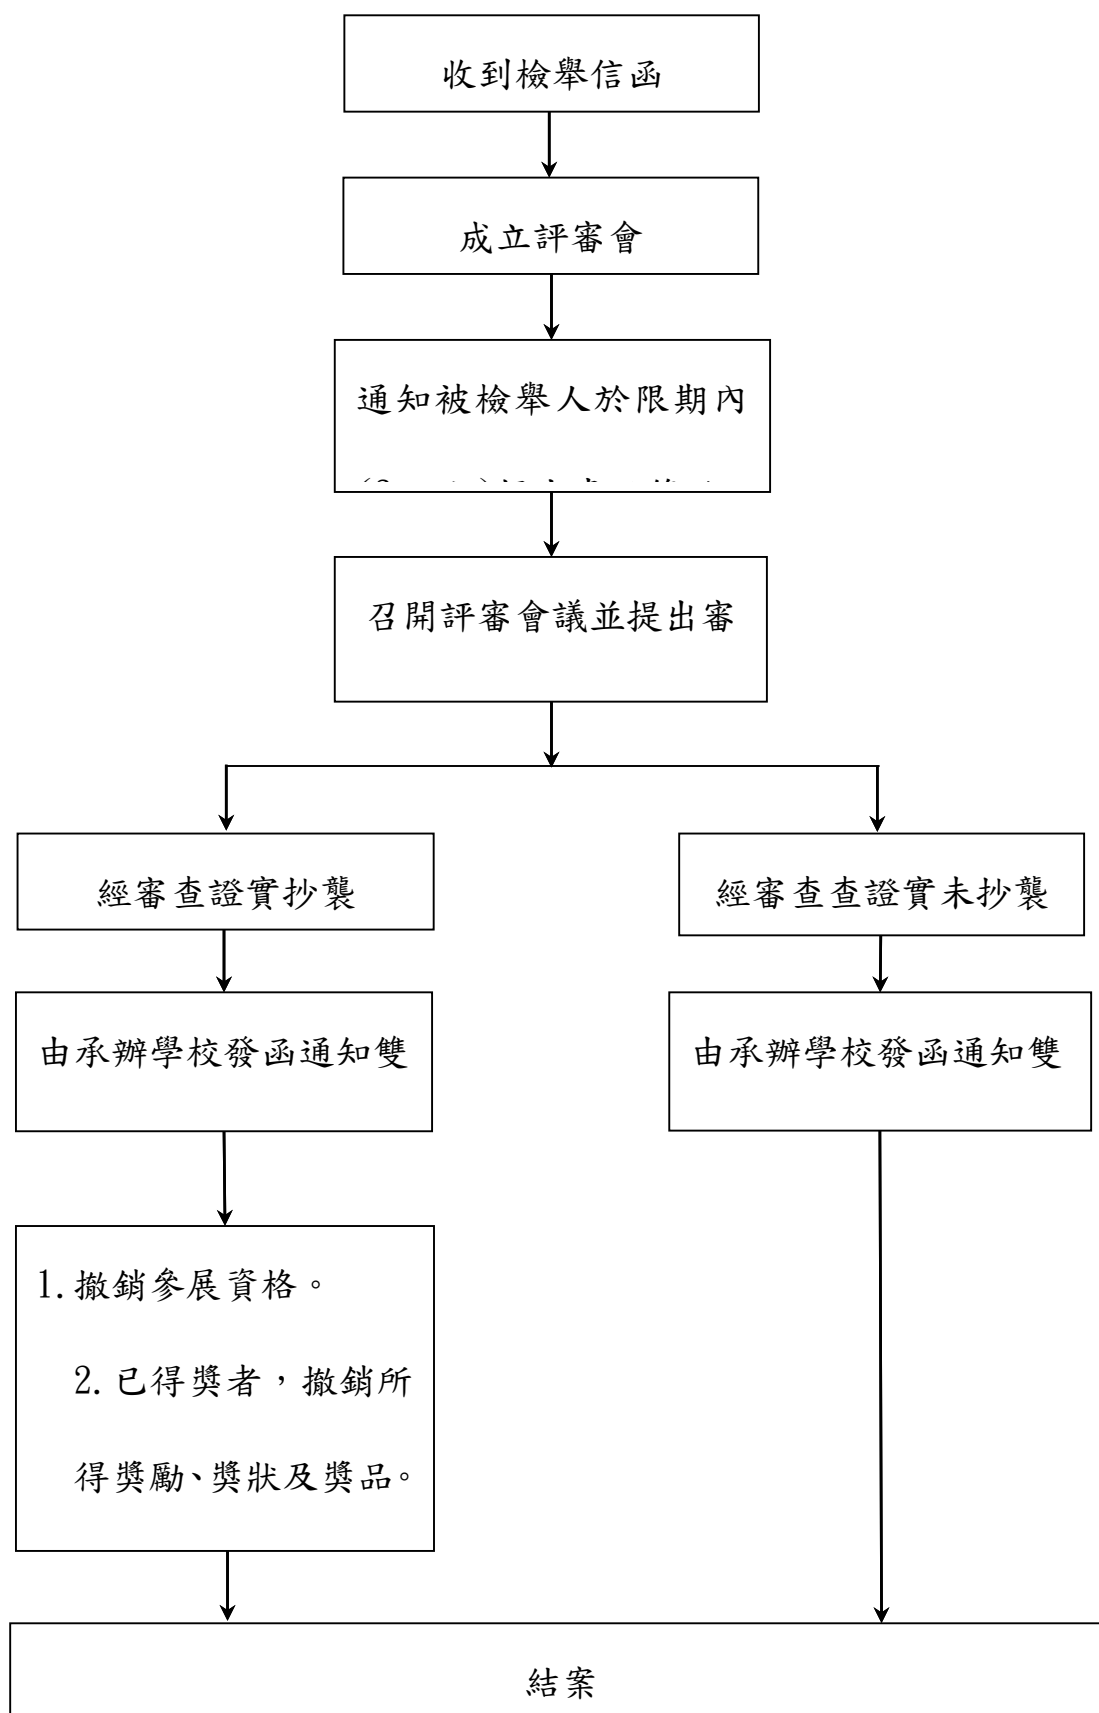 收到檢舉信函
成立評審會
通知被檢舉人於限期內
召開評審會議並提出審
經審查證實抄襲
經審查查證實未抄襲
由承辦學校發函通知雙
由承辦學校發函通知雙
1.撤銷參展資格。
2.已得獎者，撤銷所
得獎勵、獎狀及獎品。
結案